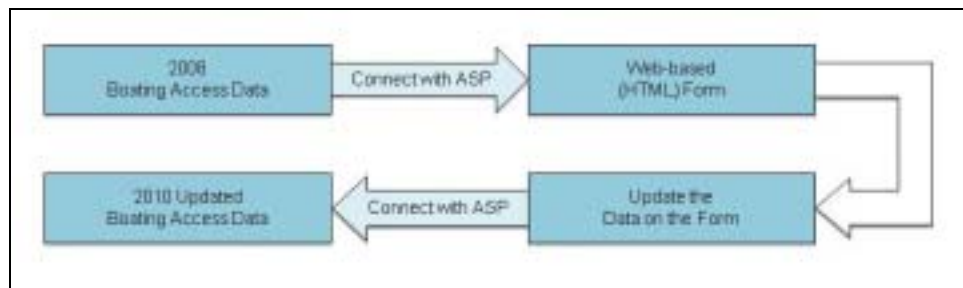 Boating Access Data
Connect with ASP
Web-based
(HTML) Form
2010 Updated
Boating Access Data
Connect with ASP
Update the
Data on the Form